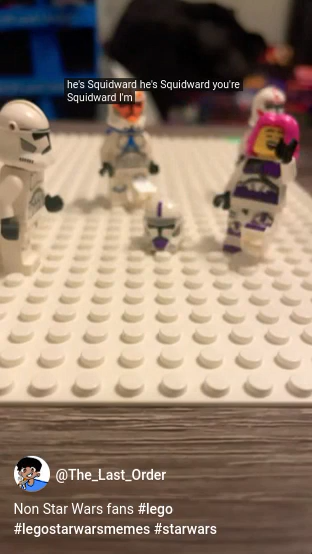 he's Squidward he's Squidward you're
Squidward I'm
@The_Last_Order
Non Star Wars fans #lego
#legostarwarsmemes #starwars